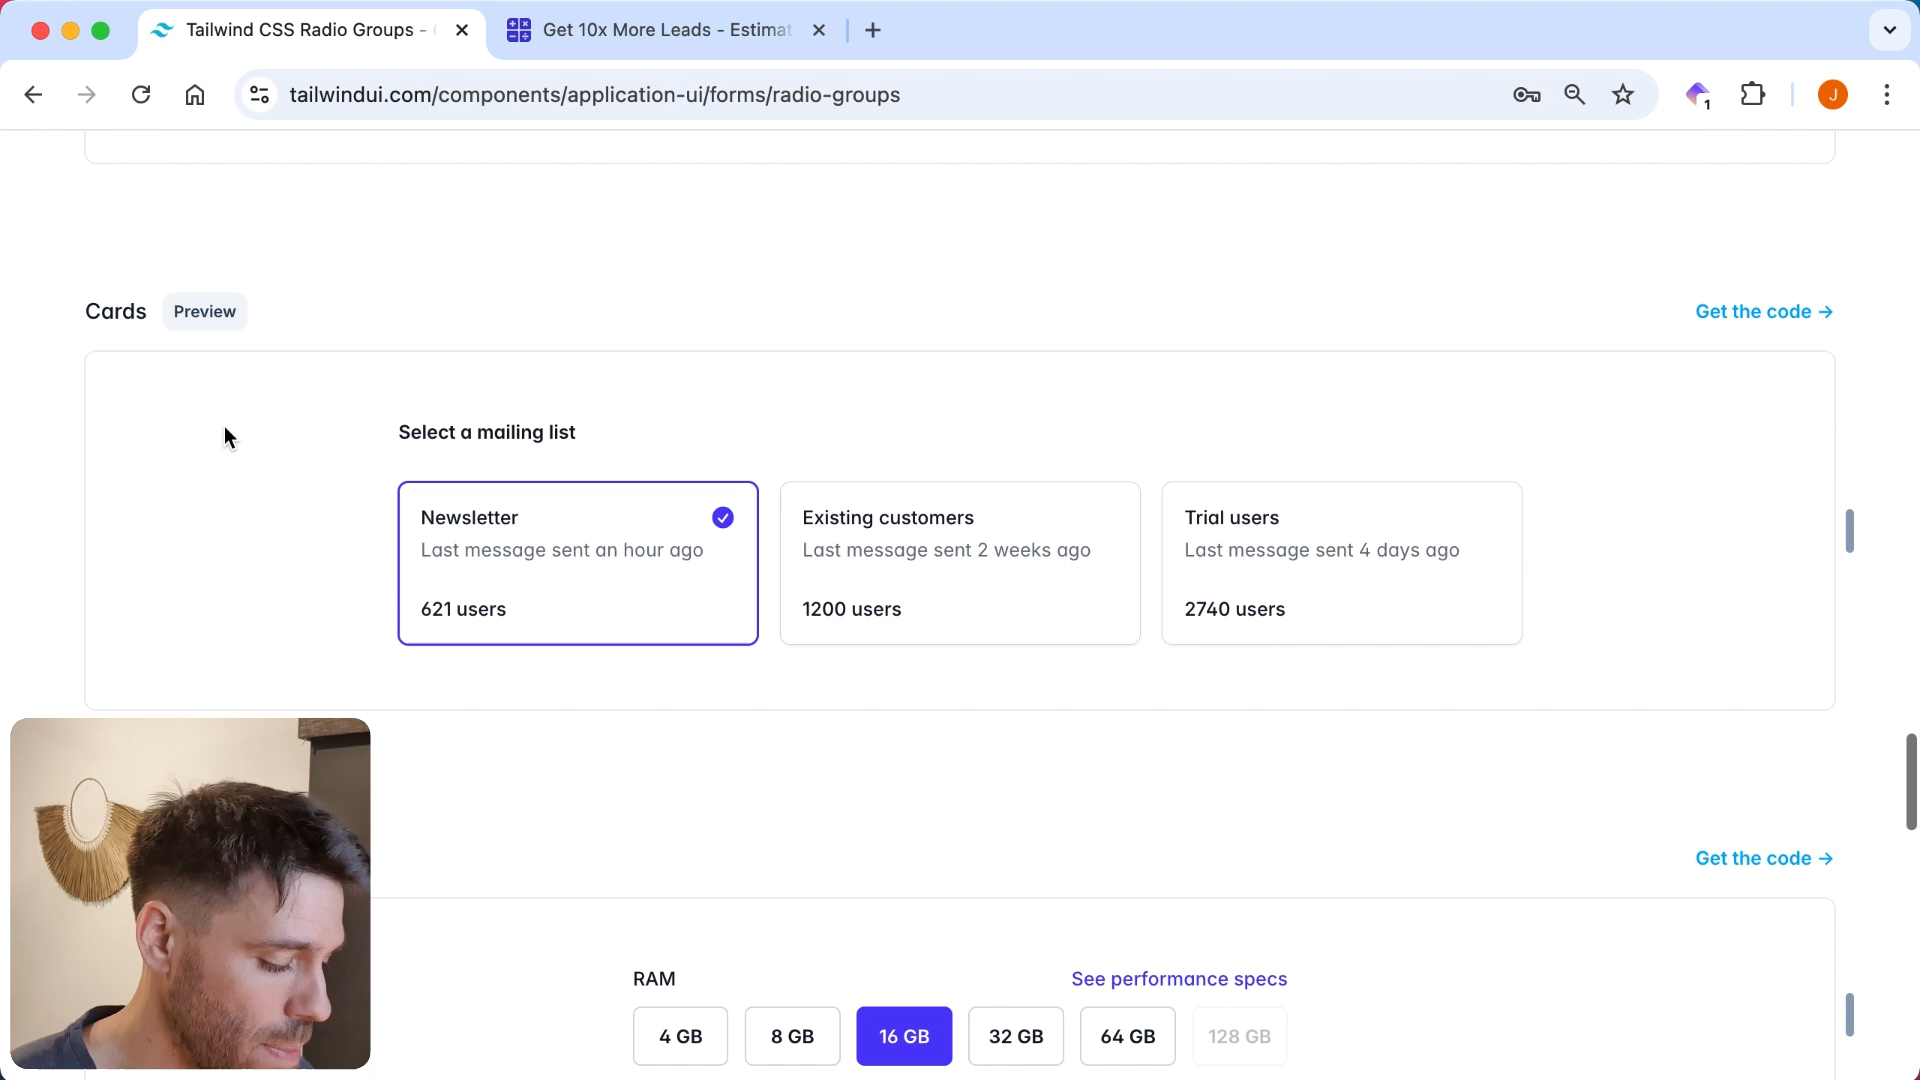 Tailwind CSS Radio Groups -
Get 10x More Leads - Estimat
tailwindui.com/components/application-ui/forms/radio-groups
1
J
Cards
Preview
Get the code →
Select a mailing list
Newsletter
Last message sent an hour ago
621 users
Existing customers
Last message sent 2 weeks ago
1200 users
Trial users
Last message sent 4 days ago
2740 users
Get the code →
RAM
See performance specs
4 GB
8 GB
16 GB
32 GB
64 GB
128 GB